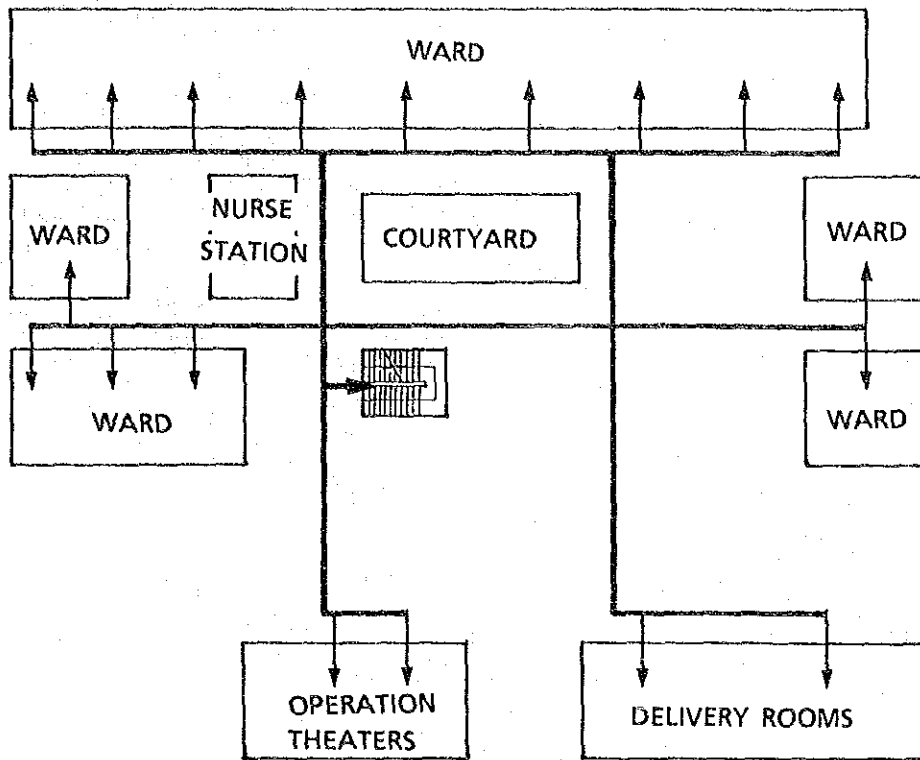 WARD
WARD
NURSE
STATION
COURTYARD
WARD
WARD
WARD
OPERATION
THEATERS
DELIVERY ROOMS